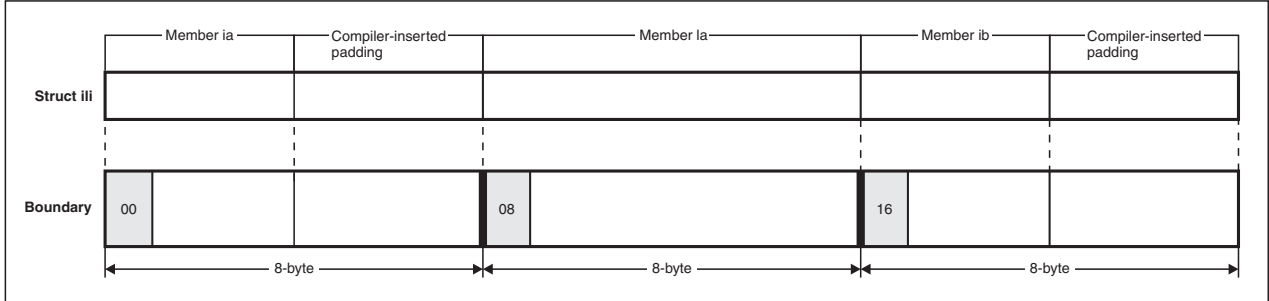 Member ia
Compiler-inserted
padding
Member la
Member ib
Compiler-inserted
padding
Struct ili
Boundary
00
08
16
8-byte
8-byte
8-byte